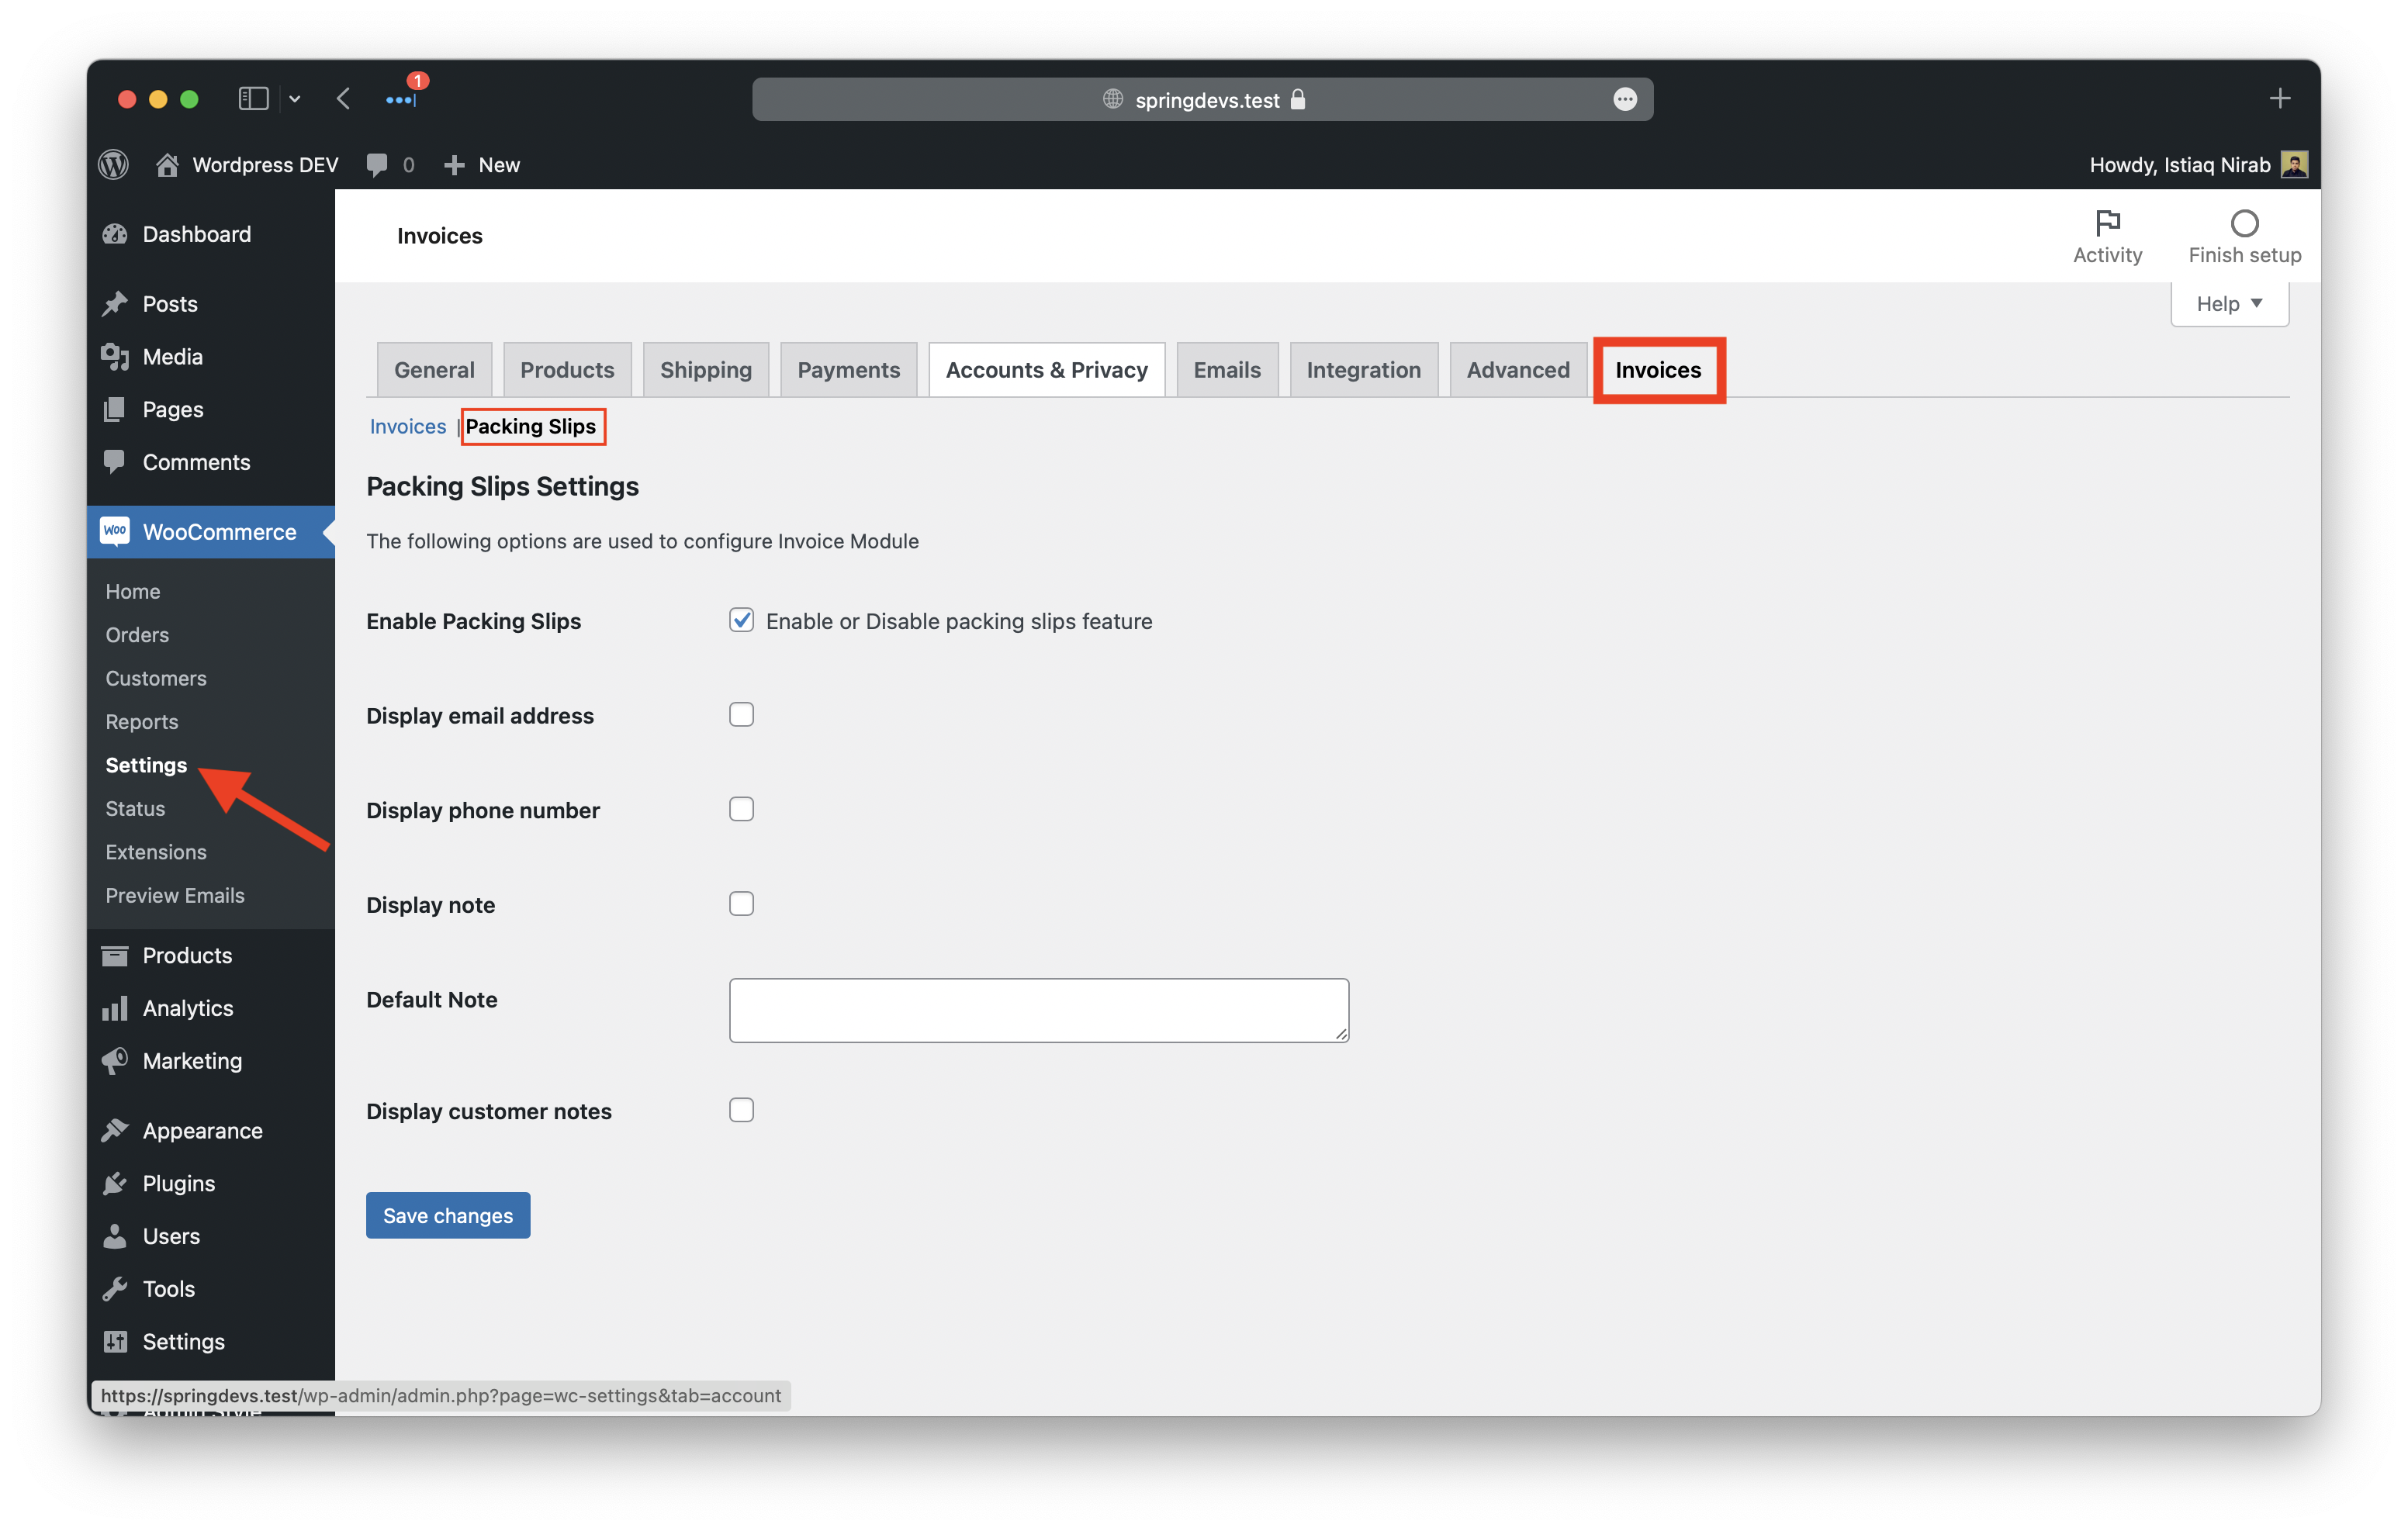 1
springdevs.test
Wordpress DEV 0 New
Howdy, Istiaq Nirab
Dashboard
Posts
Media
Pages
Comments
Woo WooCommerce
Home
Orders
Customers
Reports
Settings
Status
Extensions
Preview Emails
Products
Analytics
Marketing
Appearance
Plugins
Users
Tools
Settings
Invoices
Activity
Finish setup
Help
General Products Shipping Payments Accounts & Privacy Emails Integration Advanced Invoices
Invoices | Packing Slips
Packing Slips Settings
The following options are used to configure Invoice Module
Enable Packing Slips Enable or Disable packing slips feature
Display email address
Display phone number
Display note
Default Note
Display customer notes
Save changes
https://springdevs.test/wp-admin/admin.php?page=wc-settings&tab=account